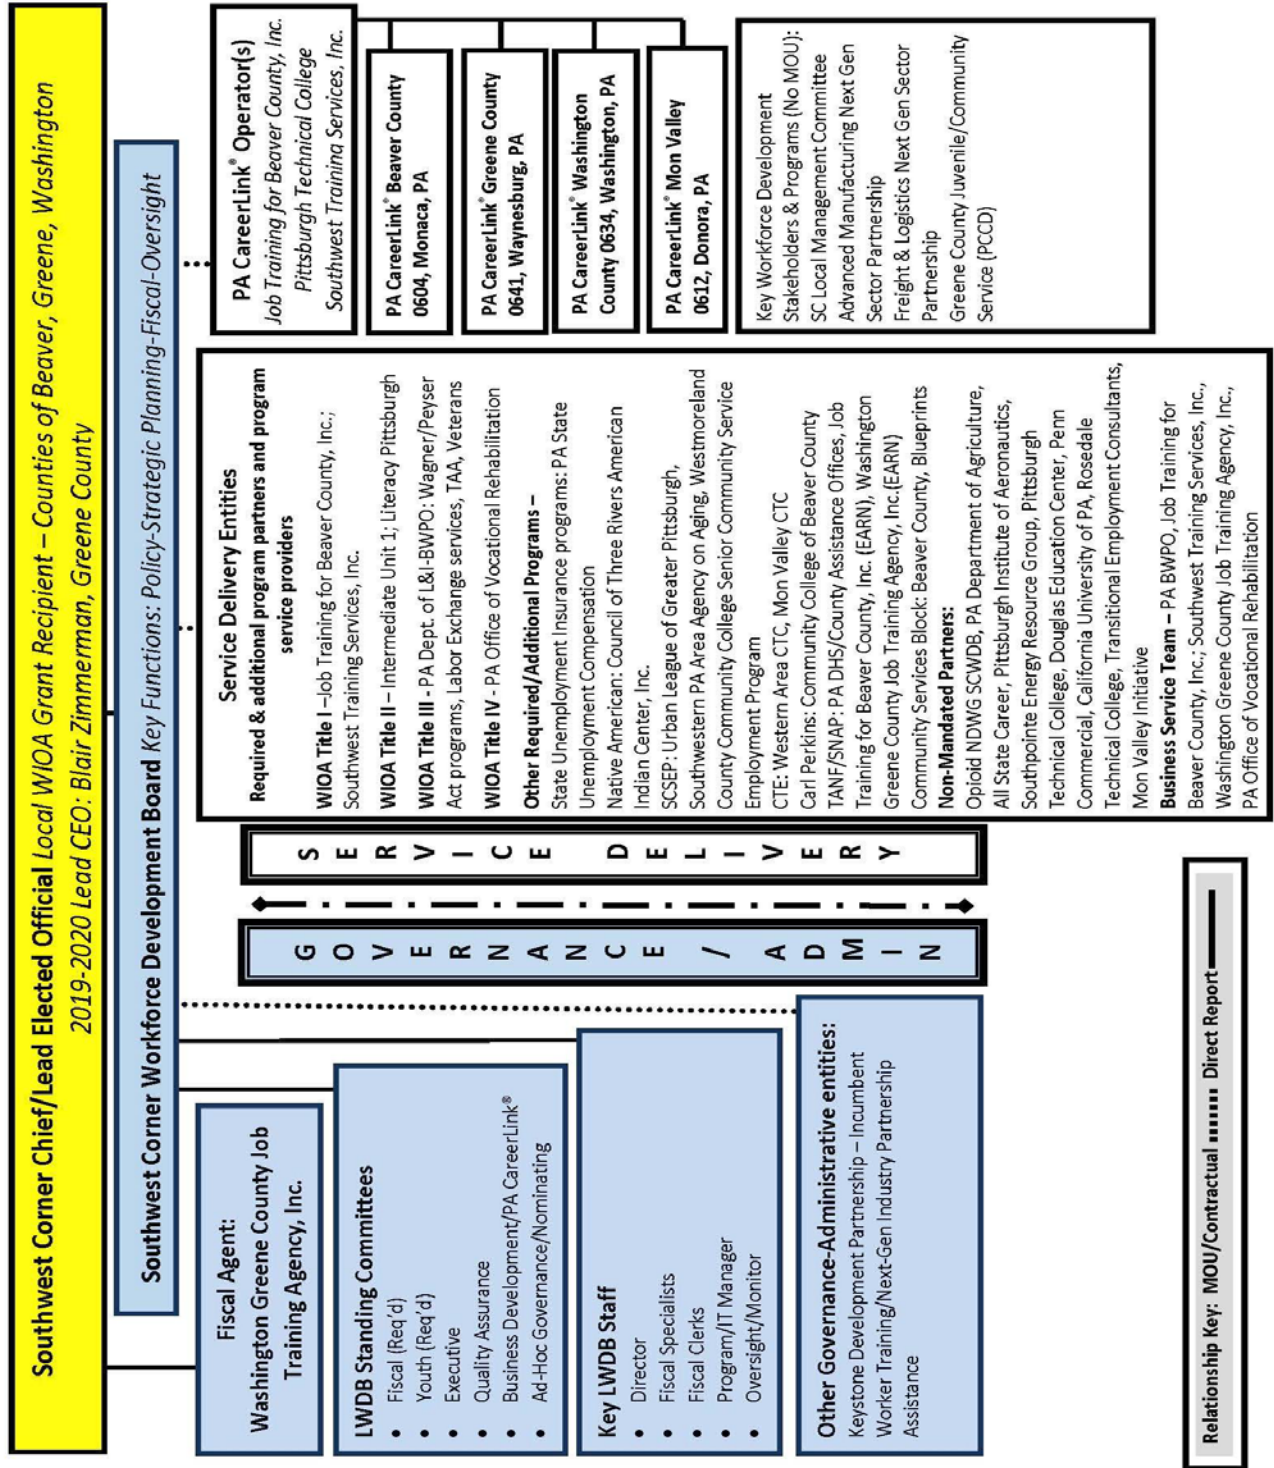 Southwest Corner Chief/Lead Elected Official Local WIOA Grant Recipient – Counties of Beaver, Greene, Washington
2019-2020 Lead CEO: Blair Zimmerman, Greene County
Southwest Corner Workforce Development Board Key Functions: Policy-Strategic Planning-Fiscal-Oversight
Fiscal Agent:
Washington Greene County Job
Training Agency, Inc.
LWDB Standing Committees
• Fiscal (Req'd)
• Youth (Req'd)
• Executive
• Quality Assurance
• Business Development/PA CareerLink®
• Ad-Hoc Governance/Nominating
Key LWDB Staff
• Director
• Fiscal Specialists
• Fiscal Clerks
• Program/IT Manager
• Oversight/Monitor
Other Governance-Administrative entities:
Keystone Development Partnership – Incumbent
Worker Training/Next-Gen Industry Partnership
Assistance
GOVERNANCE / ADMIN
SERVICE DELIVERY
Service Delivery Entities
Required & additional program partners and program
service providers
WIOA Title I –Job Training for Beaver County, Inc.;
Southwest Training Services, Inc.
WIOA Title II – Intermediate Unit 1; Literacy Pittsburgh
WIOA Title III - PA Dept. of L&I-BWPO: Wagner/Peyser
Act programs, Labor Exchange services, TAA, Veterans
WIOA Title IV - PA Office of Vocational Rehabilitation
Other Required/Additional Programs –
State Unemployment Insurance programs: PA State
Unemployment Compensation
Native American: Council of Three Rivers American
Indian Center, Inc.
SCSEP: Urban League of Greater Pittsburgh,
Southwestern PA Area Agency on Aging, Westmoreland
County Community College Senior Community Service
Employment Program
CTE: Western Area CTC, Mon Valley CTC
Carl Perkins: Community College of Beaver County
TANF/SNAP: PA DHS/County Assistance Offices, Job
Training for Beaver County, Inc. (EARN), Washington
Greene County Job Training Agency, Inc.(EARN)
Community Services Block: Beaver County, Blueprints
Non-Mandated Partners:
Opioid NDWG SCWDB, PA Department of Agriculture,
All State Career, Pittsburgh Institute of Aeronautics,
Southpointe Energy Resource Group, Pittsburgh
Technical College, Douglas Education Center, Penn
Commercial, California University of PA, Rosedale
Technical College, Transitional Employment Consultants,
Mon Valley Initiative
Business Service Team – PA BWPO, Job Training for
Beaver County, Inc.; Southwest Training Services, Inc.,
Washington Greene County Job Training Agency, Inc.,
PA Office of Vocational Rehabilitation
PA CareerLink® Operator(s)
Job Training for Beaver County, Inc.
Pittsburgh Technical College
Southwest Training Services, Inc.
PA CareerLink® Beaver County
0604, Monaca, PA
PA CareerLink® Greene County
0641, Waynesburg, PA
PA CareerLink® Washington
County 0634, Washington, PA
PA CareerLink® Mon Valley
0612, Donora, PA
Key Workforce Development
Stakeholders & Programs (No MOU):
SC Local Management Committee
Advanced Manufacturing Next Gen
Sector Partnership
Freight & Logistics Next Gen Sector
Partnership
Greene County Juvenile/Community
Service (PCCD)
Relationship Key: MOU/Contractual Direct Report